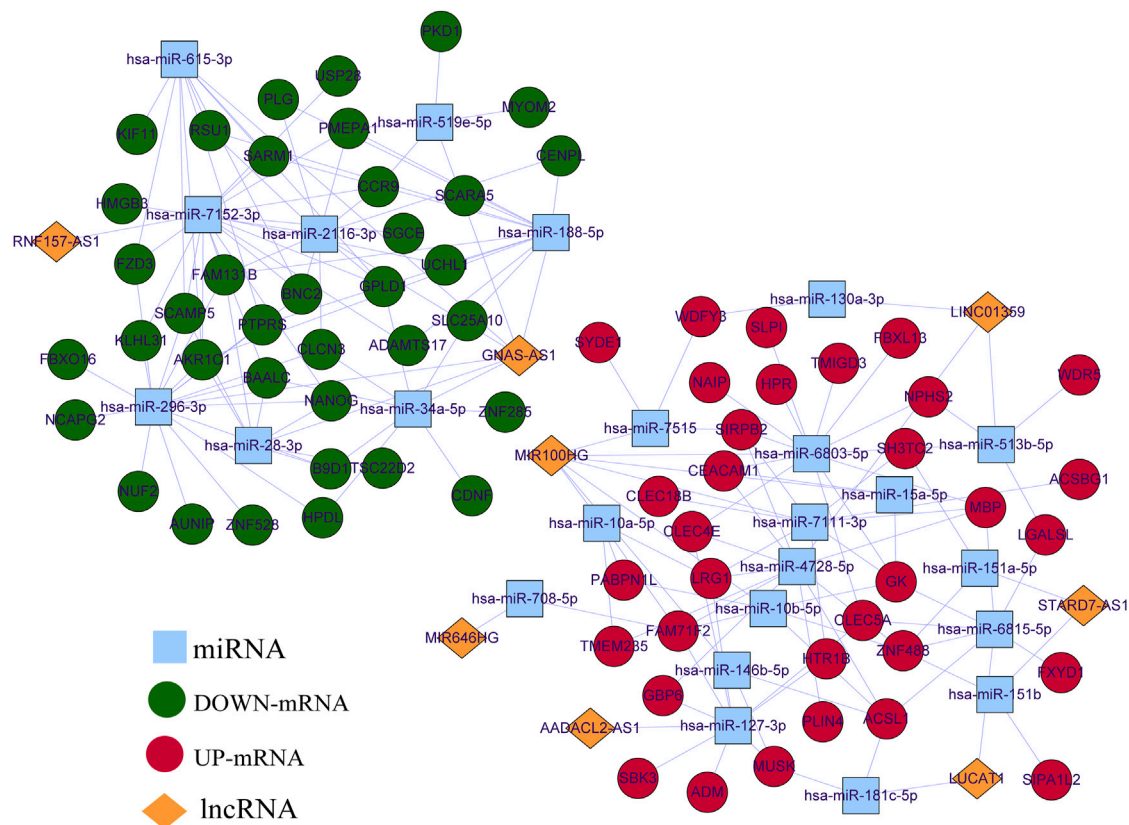 PKD1
hsa-miR-615-3p
USP28
PLG
MYOM2
hsa-miR-519e-5p
PMEPA1
KIF11
RSU1
SARM1
CENPL
CCR9
SCARA5
HMGB3
hsa-miR-7152-3p
hsa-miR-2116-3p
SGCE
hsa-miR-188-5p
RNF157-AS1
FZD3
FAM131B
UCHL1
BNC2
GPLD1
SCAMP5
PTPRS
SLC25A10
KLHL31
ADAMTS17
CLCN3
GNAS-AS1
FBXO16
AKR1C1
BAALC
NANOG
hsa-miR-296-3p
hsa-miR-34a-5p
ZNF285
NCAPG2
hsa-miR-28-3p
B9D1
TSC22D2
NUF2
CDNF
AUNIP
ZNF528
HPDL
hsa-miR-130a-3p
LINC01359
WDFY3
SLPI
FBXL13
SYDE1
TMIGD3
WDR5
NAIP
HPR
NPHS2
hsa-miR-7515
SIRPB2
hsa-miR-6803-5p
SH3TC2
hsa-miR-513b-5p
MIR100HG
CEACAM1
ACSBG1
CLEC18B
hsa-miR-15a-5p
MBP
hsa-miR-10a-5p
CLEC4E
hsa-miR-7111-3p
LGALSL
hsa-miR-4728-5p
hsa-miR-151a-5p
PABPN1L
LRG1
GK
hsa-miR-708-5p
hsa-miR-10b-5p
STARD7-AS1
MIR646HG
FAM71F2
CLEC5A
hsa-miR-6815-5p
TMEM235
HTR1B
ZNF488
hsa-miR-146b-5p
FXYD1
GBP6
hsa-miR-151b
AADACL2-AS1
hsa-miR-127-3p
PLIN4
ACSL1
SBK3
MUSK
LUCAT1
SIPA1L2
ADM
hsa-miR-181c-5p
miRNA
DOWN-mRNA
UP-mRNA
lncRNA